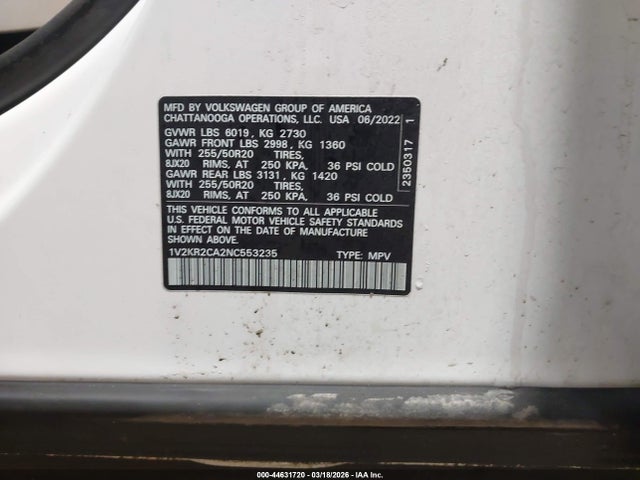 MFD BY VOLKSWAGEN GROUP OF AMERICA
CHATTANOOGA OPERATIONS, LLC. USA 06/2022
GVWR LBS 6019, KG 2730
GAWR FRONT LBS 2998, KG 1360
WITH 255/50R20 TIRES,
8JX20 RIMS, AT 250 KPA, 36 PSI COLD
GAWR REAR LBS 3131, KG 1420
WITH 255/50R20 TIRES,
8JX20 RIMS, AT 250 KPA, 36 PSI COLD
THIS VEHICLE CONFORMS TO ALL APPLICABLE
U.S. FEDERAL MOTOR VEHICLE SAFETY STANDARDS
IN EFFECT ON THE DATE OF MANUFACTURE
SHOWN ABOVE.
1V2KR2CA2NC553235 TYPE: MPV
2350317 1
000-44631720 - 03/18/2026 - IAA Inc.